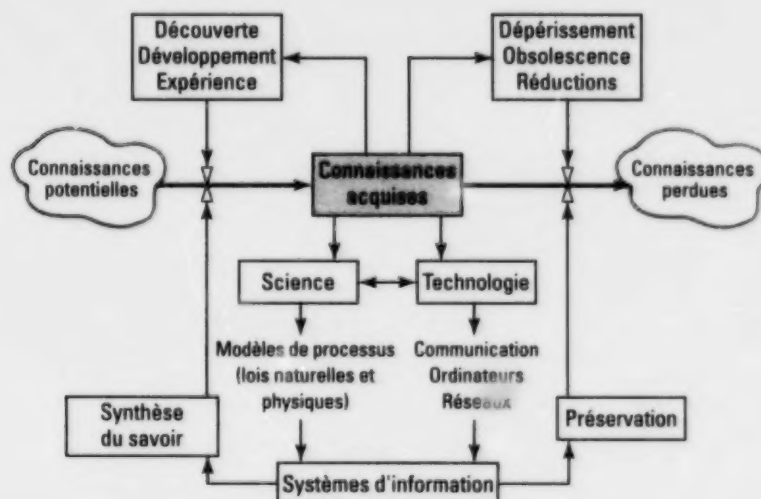 Découverte
Développement
Expérience
Dépérissement
Obsolescence
Réductions
Connaissances
potentielles
Connaissances
acquises
Connaissances
perdues
Science
Technologie
Modèles de processus
(lois naturelles et
physiques)
Communication
Ordinateurs
Réseaux
Synthèse
du savoir
Préservation
Systèmes d'information